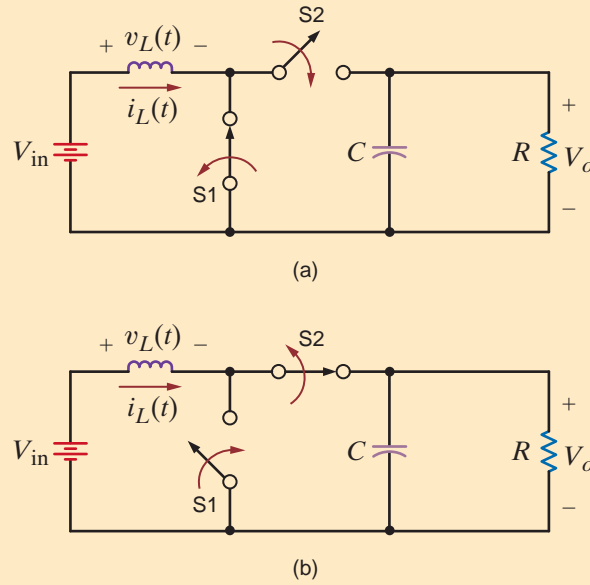 S2
+ v_L(t) −
i_L(t)
V_in
S1
C
R
+
V_o
−
(a)
S2
+ v_L(t) −
i_L(t)
V_in
S1
C
R
+
V_o
−
(b)